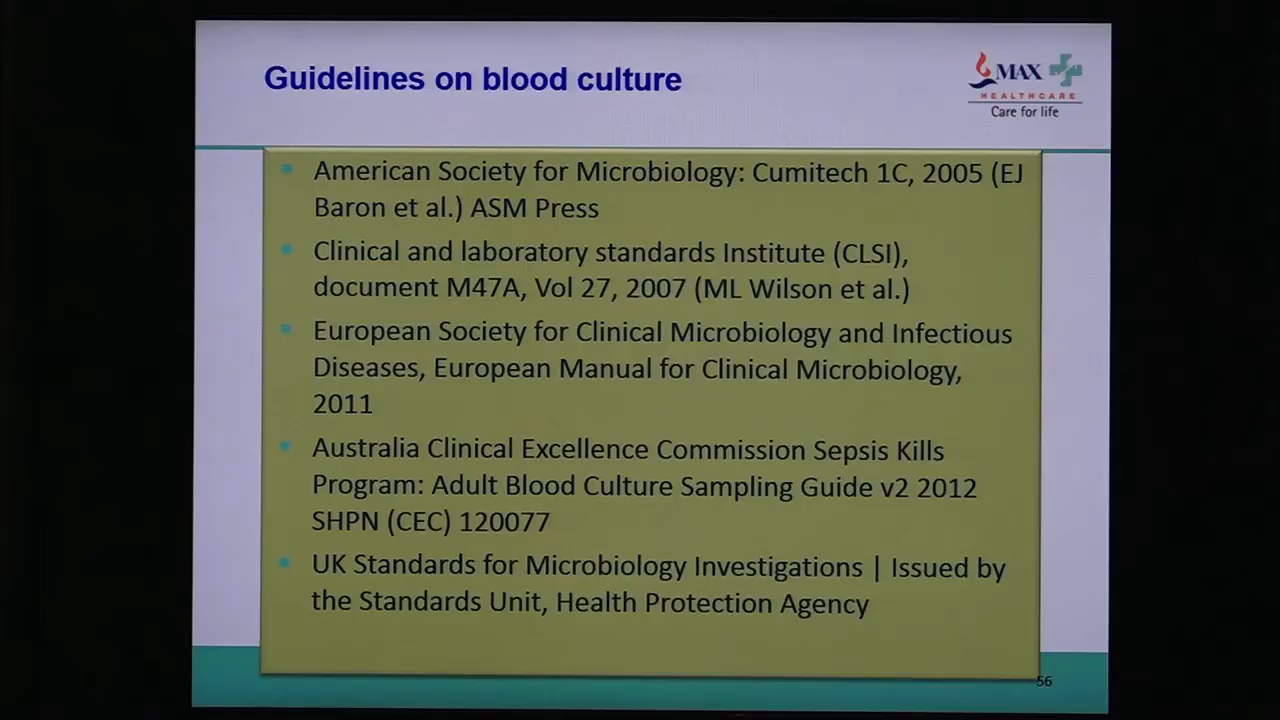 Guidelines on blood culture
MAX
HEALTHCARE
Care for life
American Society for Microbiology: Cumitech 1C, 2005 (EJ
Baron et al.) ASM Press
Clinical and laboratory standards Institute (CLSI),
document M47A, Vol 27, 2007 (ML Wilson et al.)
European Society for Clinical Microbiology and Infectious
Diseases, European Manual for Clinical Microbiology,
2011
Australia Clinical Excellence Commission Sepsis Kills
Program: Adult Blood Culture Sampling Guide v2 2012
SHPN (CEC) 120077
UK Standards for Microbiology Investigations | Issued by
the Standards Unit, Health Protection Agency
56